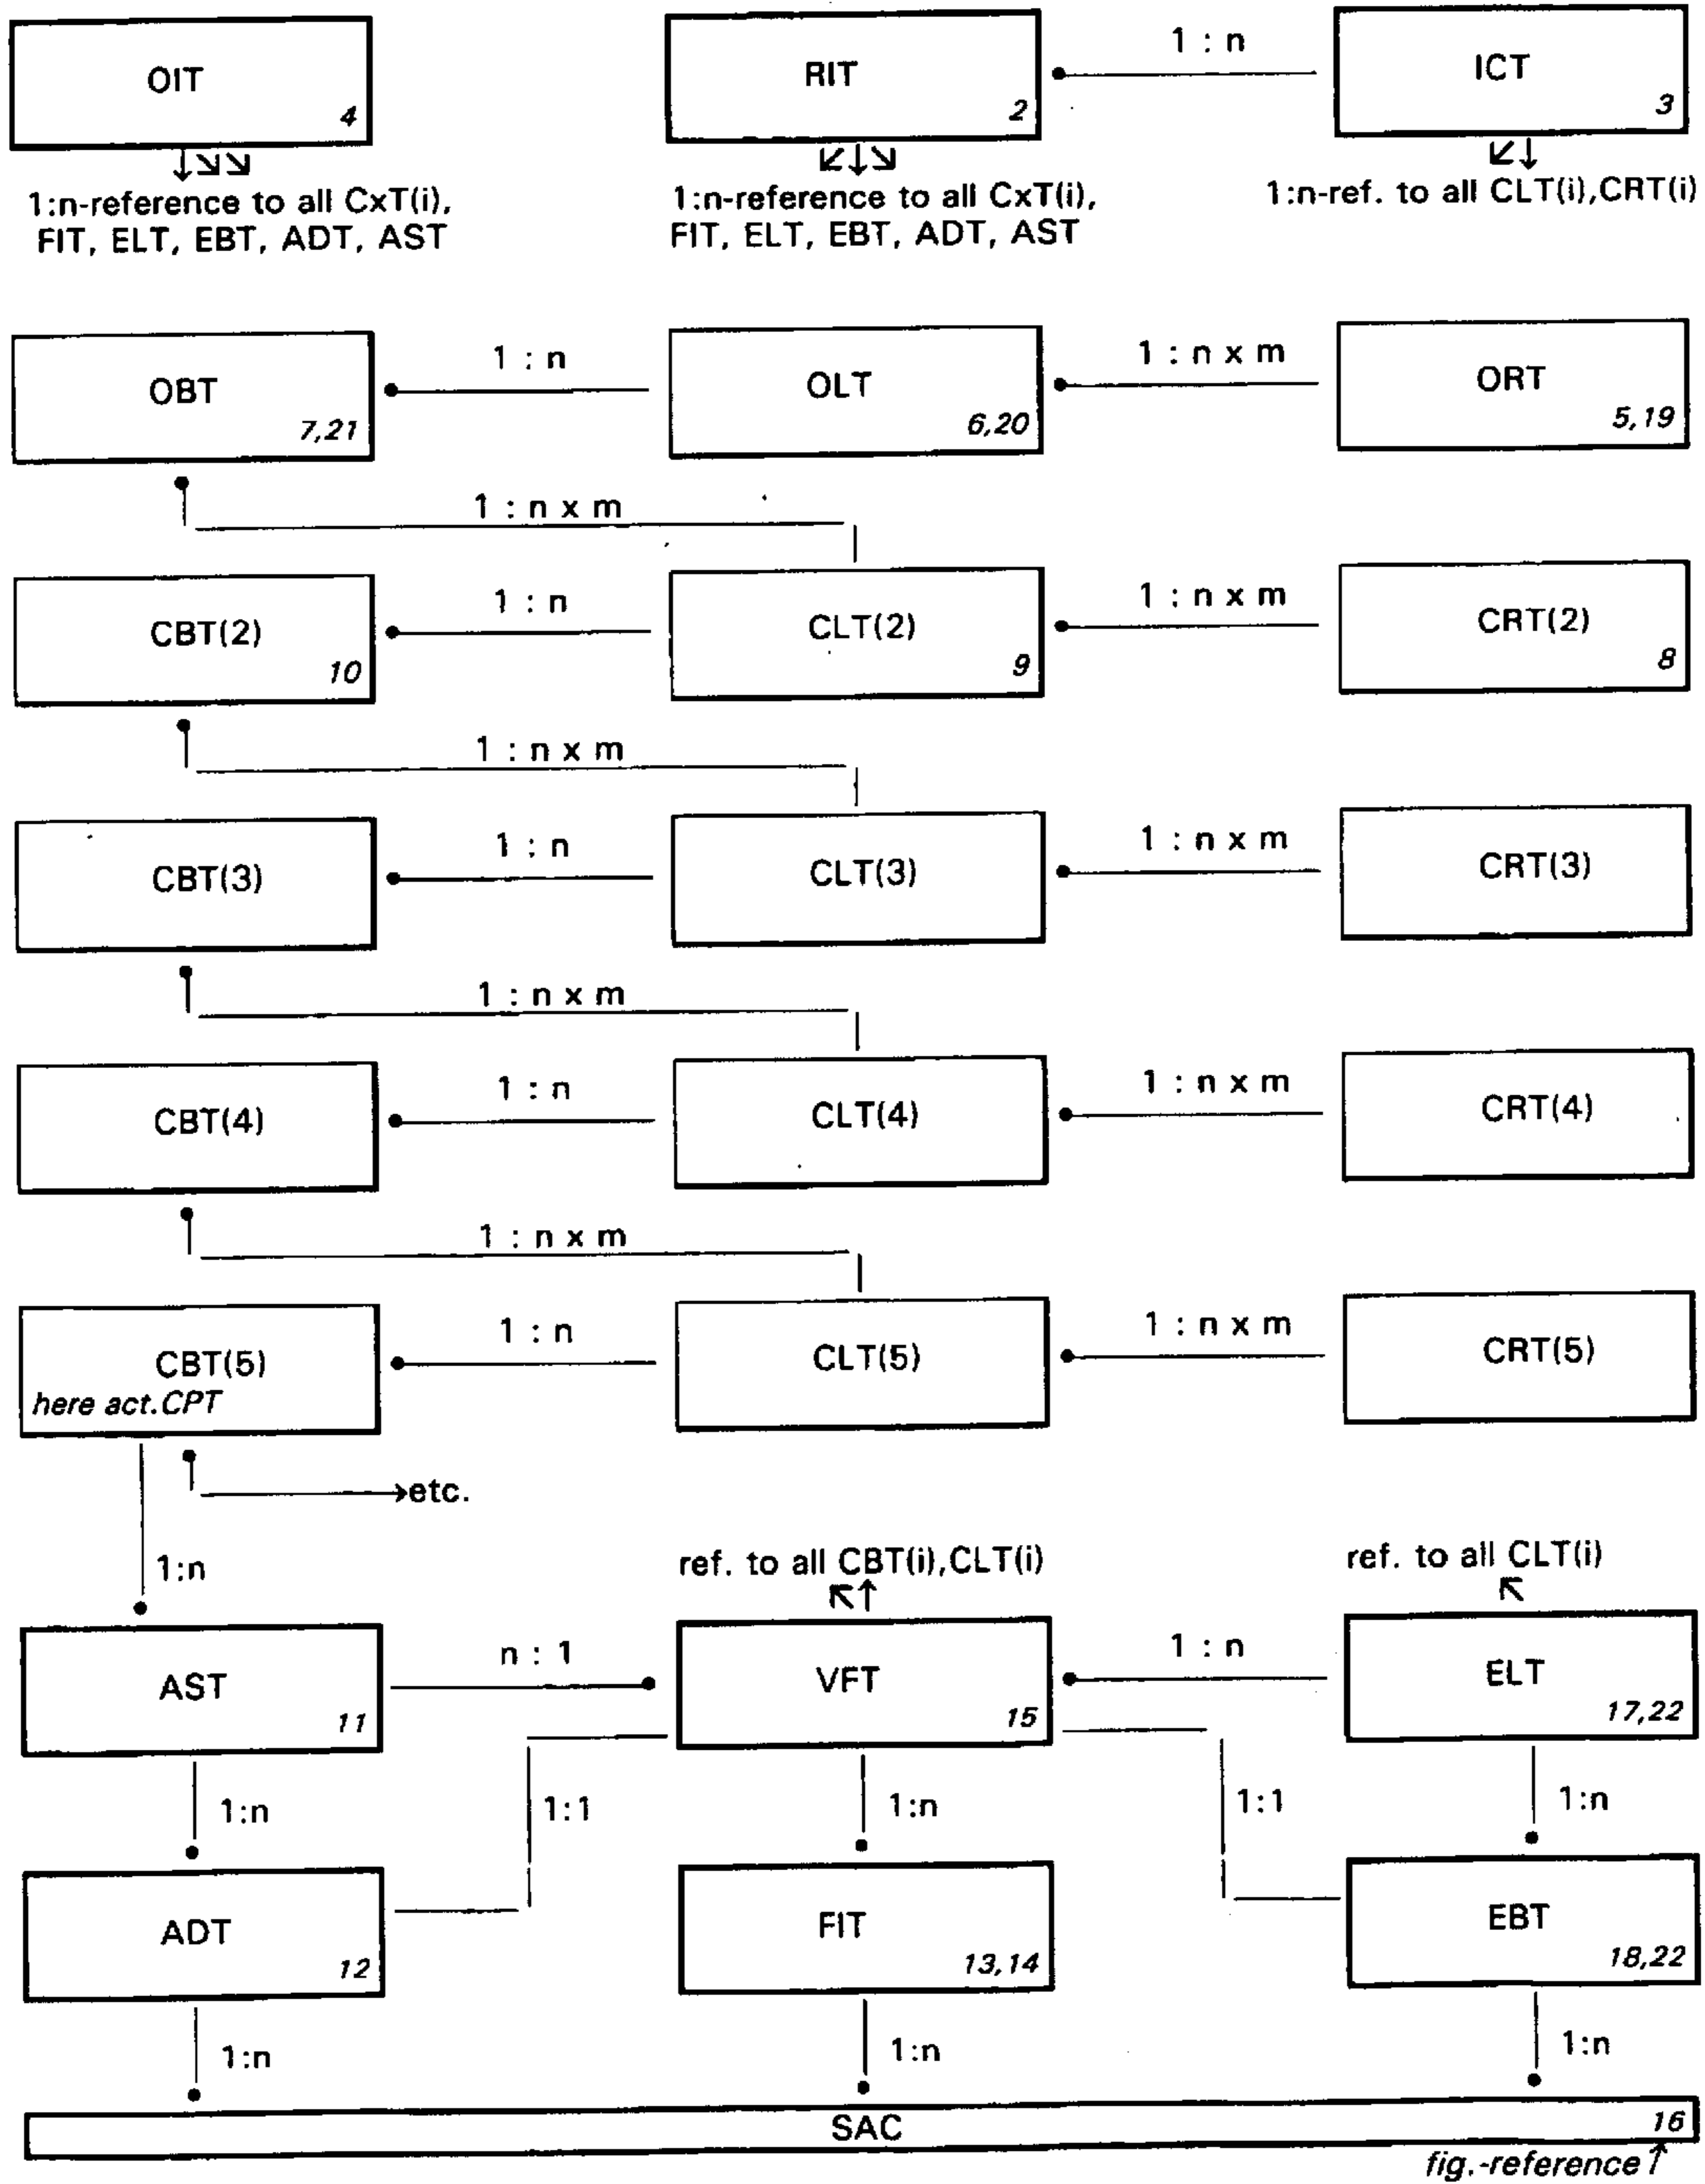 OIT
4
RIT
2
1 : n
ICT
3
1:n-reference to all CxT(i),
FIT, ELT, EBT, ADT, AST
1:n-reference to all CxT(i),
FIT, ELT, EBT, ADT, AST
1:n-ref. to all CLT(i),CRT(i)
OBT
7,21
1 : n
OLT
6,20
1 : n x m
ORT
5,19
1 : n x m
CBT(2)
10
1 : n
CLT(2)
9
1 : n x m
CRT(2)
8
1 : n x m
CBT(3)
1 : n
CLT(3)
1 : n x m
CRT(3)
1 : n x m
CBT(4)
1 : n
CLT(4)
1 : n x m
CRT(4)
1 : n x m
CBT(5)
here act.CPT
1 : n
CLT(5)
1 : n x m
CRT(5)
etc.
1:n
ref. to all CBT(i),CLT(i)
ref. to all CLT(i)
AST
11
n : 1
VFT
15
1 : n
ELT
17,22
1:n
1:1
1:n
1:1
1:n
ADT
12
FIT
13,14
EBT
18,22
1:n
1:n
1:n
SAC
16
fig.-reference